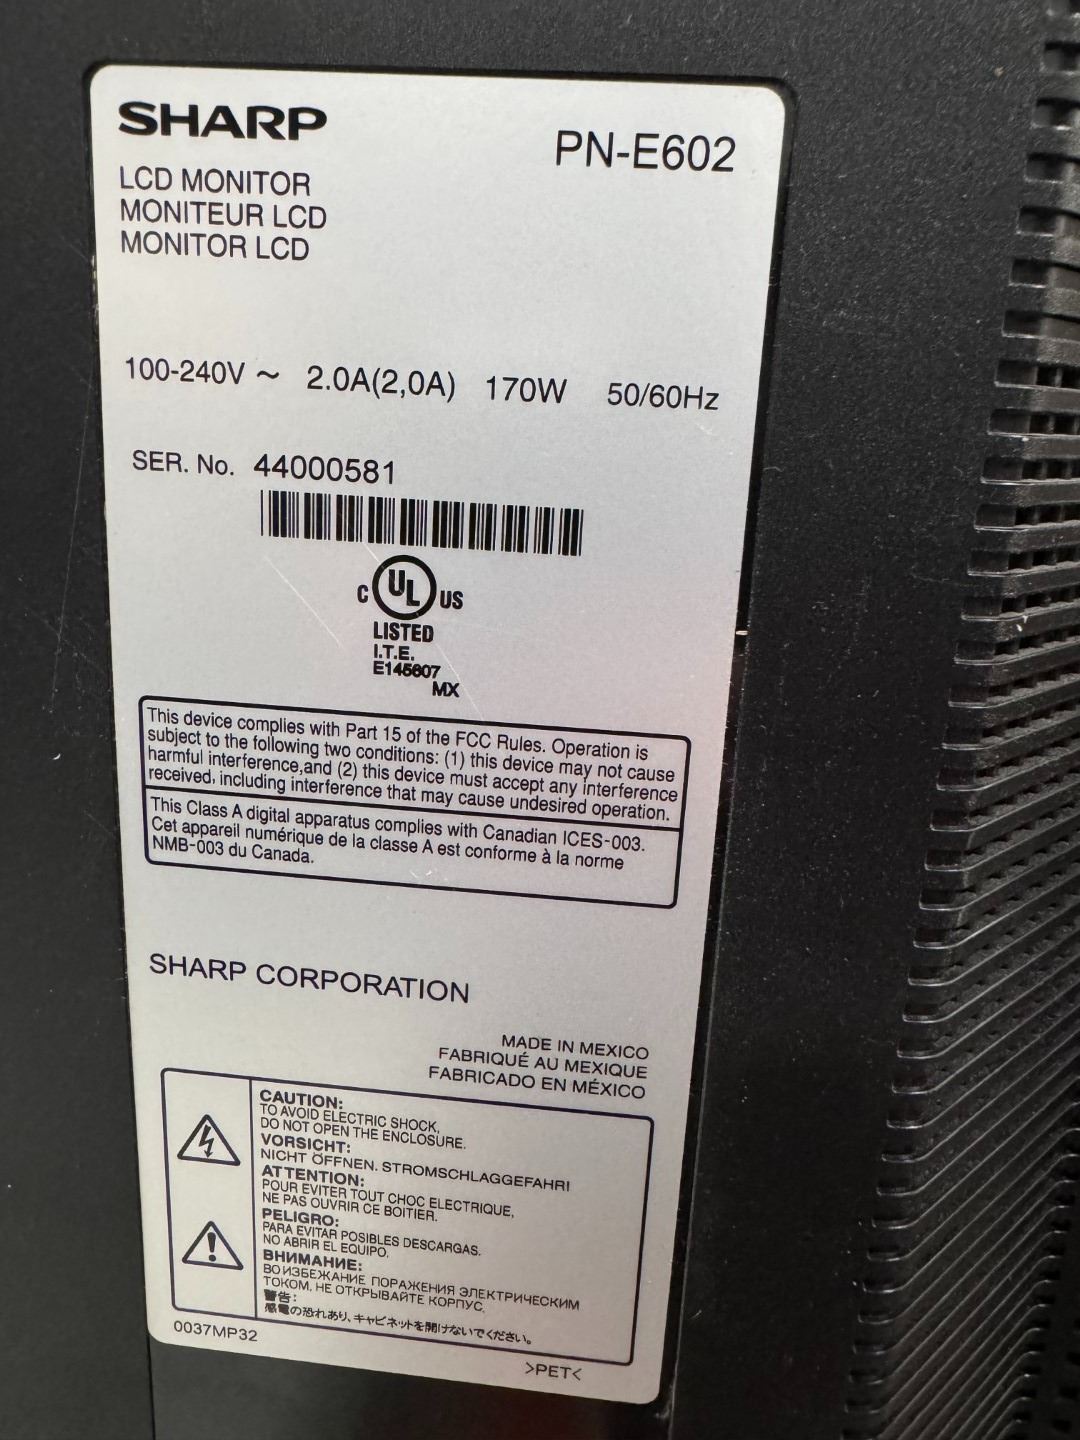 SHARP
PN-E602
LCD MONITOR
MONITEUR LCD
MONITOR LCD
100-240V ~ 2.0A(2,0A) 170W 50/60Hz
SER. No. 44000581
C UL US
LISTED
I.T.E.
E145607
MX
This device complies with Part 15 of the FCC Rules. Operation is
subject to the following two conditions: (1) this device may not cause
harmful interference,and (2) this device must accept any interference
received, including interference that may cause undesired operation.
This Class A digital apparatus complies with Canadian ICES-003.
Cet appareil numérique de la classe A est conforme à la norme
NMB-003 du Canada.
SHARP CORPORATION
MADE IN MEXICO
FABRIQUÉ AU MEXIQUE
FABRICADO EN MÉXICO
CAUTION:
TO AVOID ELECTRIC SHOCK,
DO NOT OPEN THE ENCLOSURE.
VORSICHT:
NICHT ÖFFNEN. STROMSCHLAGGEFAHR!
ATTENTION:
POUR EVITER TOUT CHOC ELECTRIQUE,
NE PAS OUVRIR CE BOITIER.
PELIGRO:
PARA EVITAR POSIBLES DESCARGAS.
NO ABRIR EL EQUIPO.
ВНИМАНИЕ:
ВО ИЗБЕЖАНИЕ ПОРАЖЕНИЯ ЭЛЕКТРИЧЕСКИМ
ТОКОМ, НЕ ОТКРЫВАЙТЕ КОРПУС.
警告:
感電の恐れあり、キャビネットを開けないでください。
0037MP32
>PET<